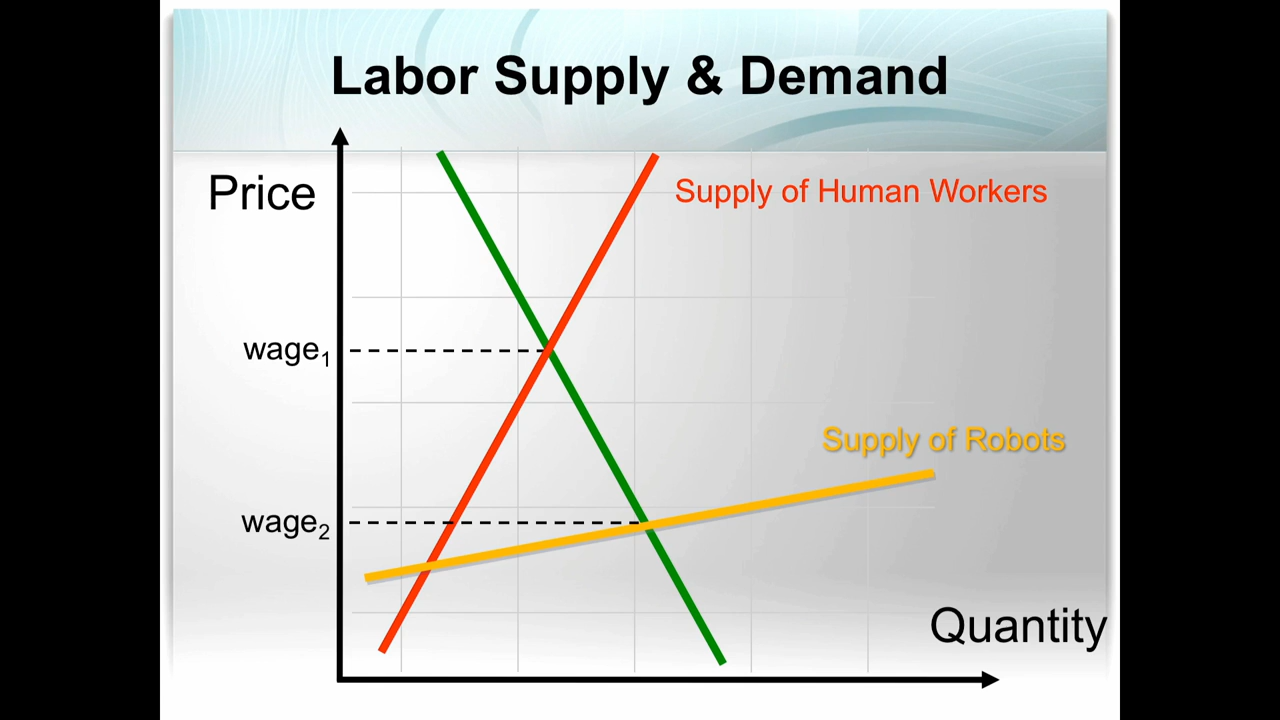 Labor Supply & Demand
Price
Supply of Human Workers
wage₁
Supply of Robots
wage₂
Quantity